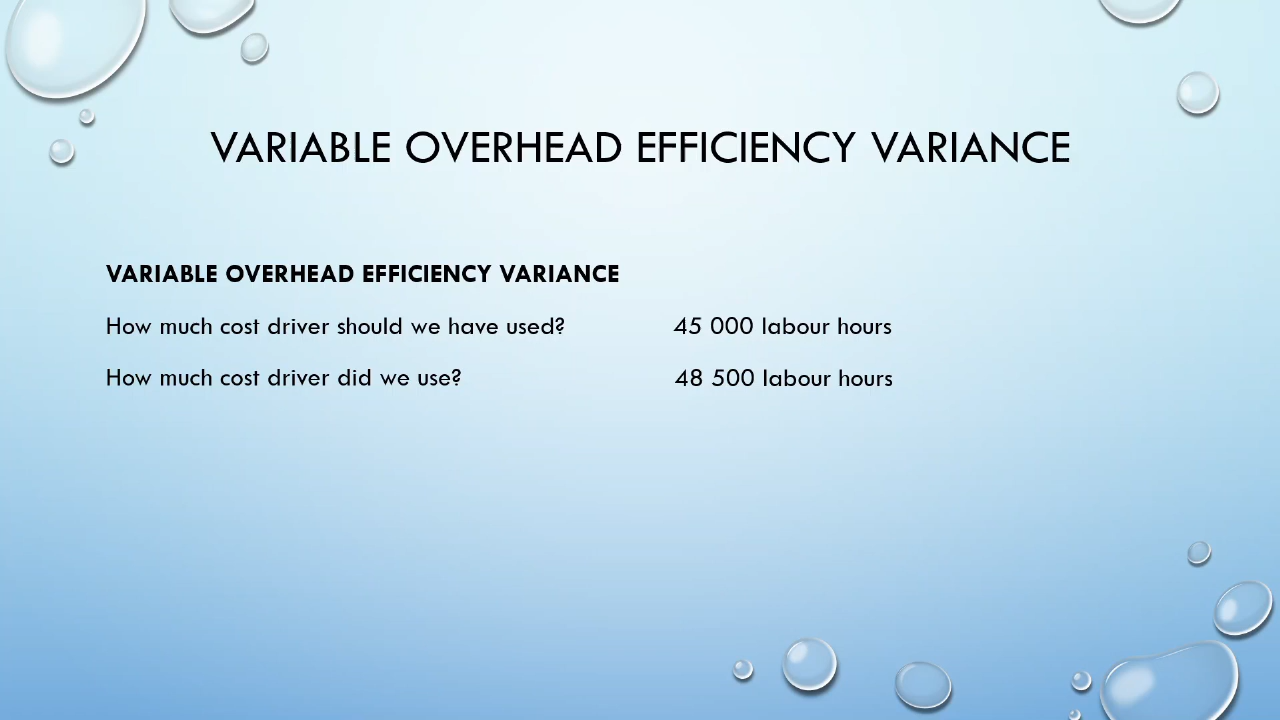 VARIABLE OVERHEAD EFFICIENCY VARIANCE
VARIABLE OVERHEAD EFFICIENCY VARIANCE
How much cost driver should we have used? 45 000 labour hours
How much cost driver did we use? 48 500 labour hours